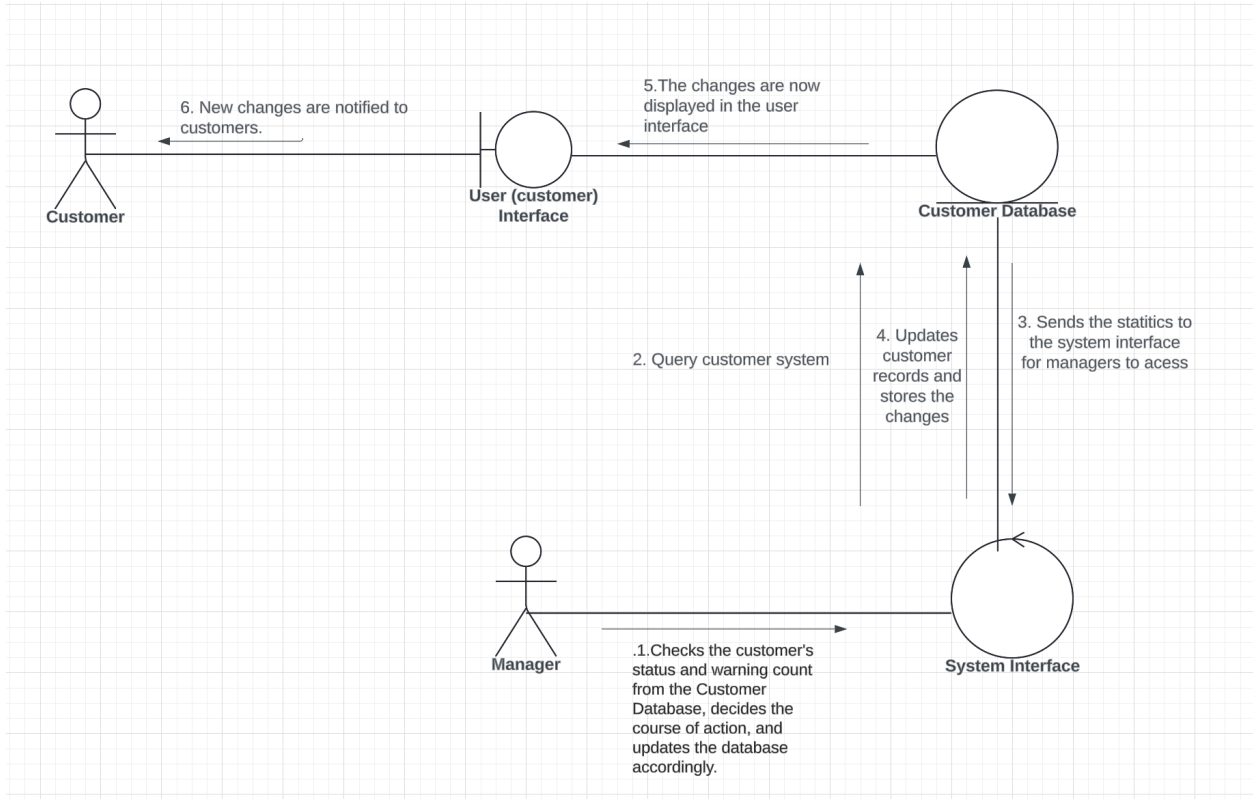 6. New changes are notified to
customers.
5.The changes are now
displayed in the user
interface
Customer
User (customer)
Interface
Customer Database
2. Query customer system
4. Updates
customer
records and
stores the
changes
3. Sends the statitics to
the system interface
for managers to acess
Manager
.1.Checks the customer's
status and warning count
from the Customer
Database, decides the
course of action, and
updates the database
accordingly.
System Interface